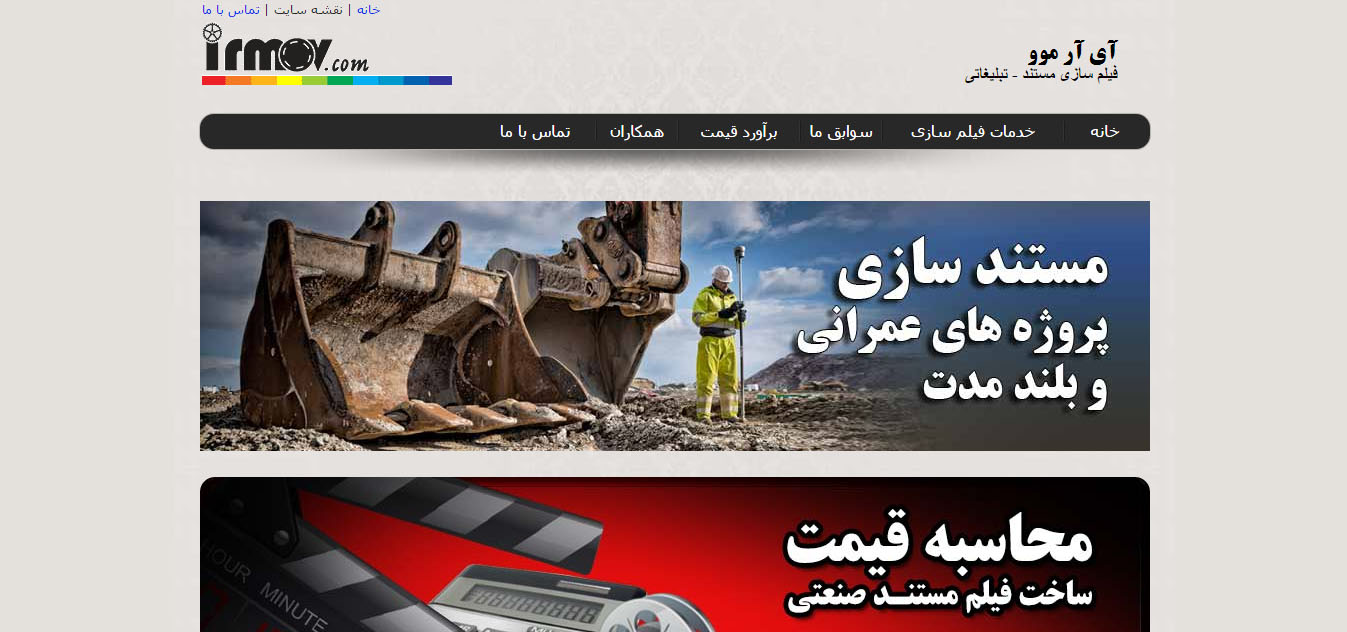 خانه | نقشه سایت | تماس با ما
irmov.com
آی آر موو
فیلم سازی مستند - تبلیغاتی
خانه
خدمات فیلم سازی
سوابق ما
برآورد قیمت
همکاران
تماس با ما
مستند سازی
پروژه های عمرانی
و بلند مدت
محاسبه قیمت
ساخت فیلم مستند صنعتی
HOUR
MINUTE